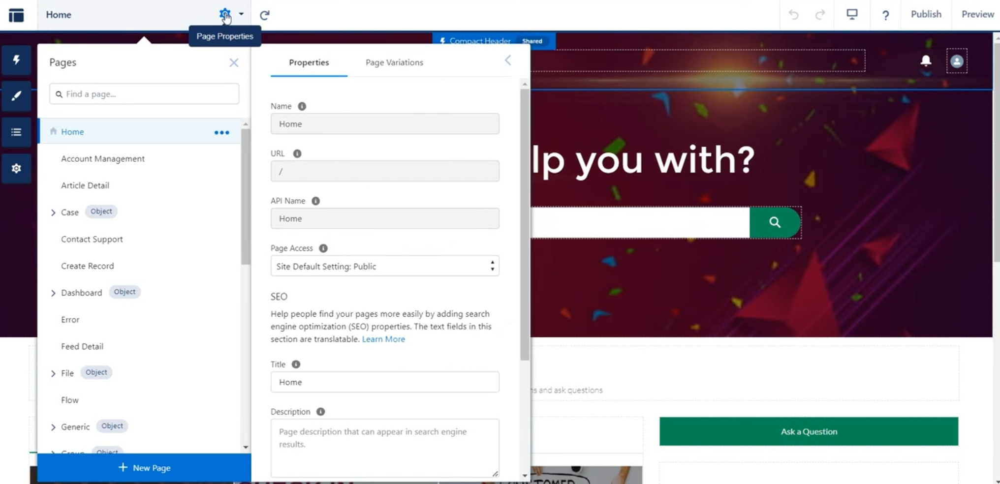 Home
?
Publish
Preview
Page Properties
Compact Header
Shared
Pages
Find a page...
Home
Account Management
Article Detail
Case
Object
Contact Support
Create Record
Dashboard
Object
Error
Feed Detail
File
Object
Flow
Generic
Object
Group
Object
+ New Page
Properties
Page Variations
Name
Home
URL
/
API Name
Home
Page Access
Site Default Setting: Public
SEO
Help people find your pages more easily by adding search
engine optimization (SEO) properties. The text fields in this
section are translatable. Learn More
Title
Home
Description
Page description that can appear in search engine
results.
lp you with?
and ask questions
Ask a Question